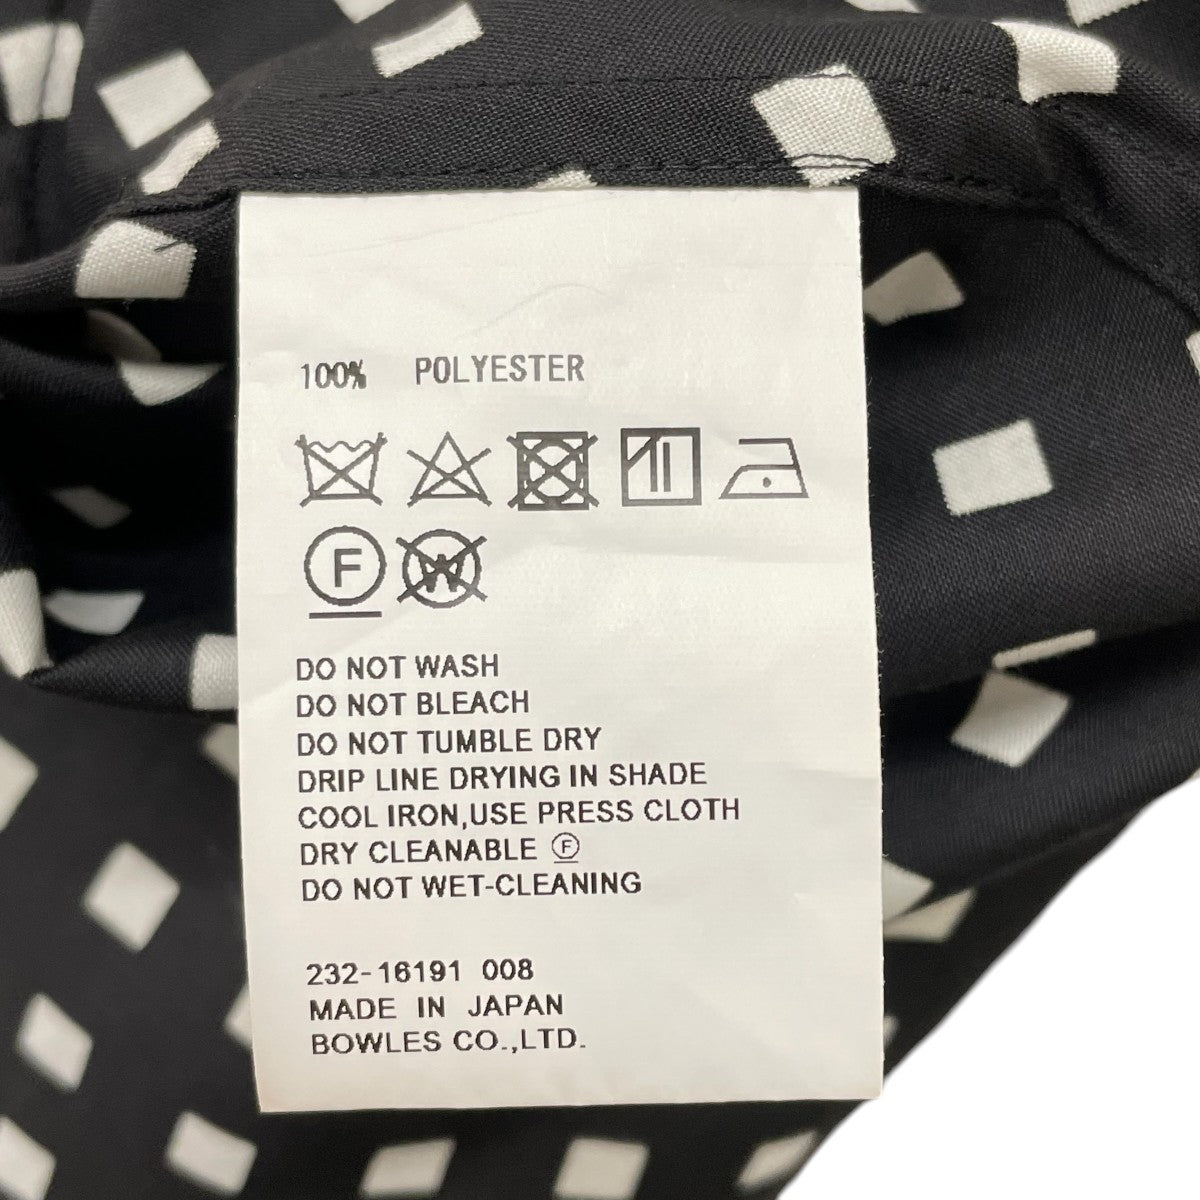 100% POLYESTER
F W
DO NOT WASH
DO NOT BLEACH
DO NOT TUMBLE DRY
DRIP LINE DRYING IN SHADE
COOL IRON,USE PRESS CLOTH
DRY CLEANABLE Ⓕ
DO NOT WET-CLEANING
232-16191 008
MADE IN JAPAN
BOWLES CO.,LTD.